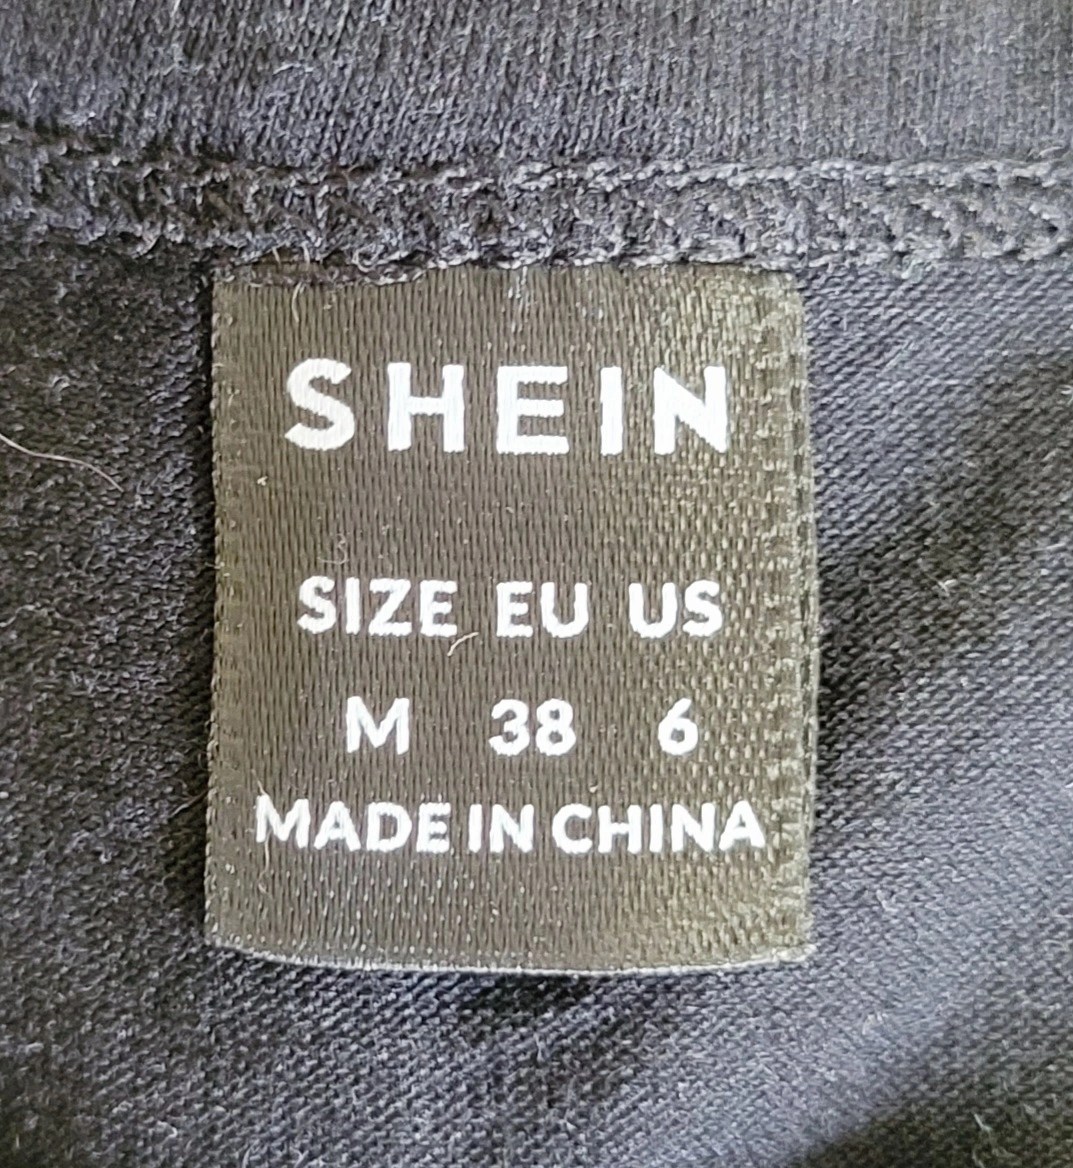 SHEIN
SIZE EU US
M 38 6
MADE IN CHINA